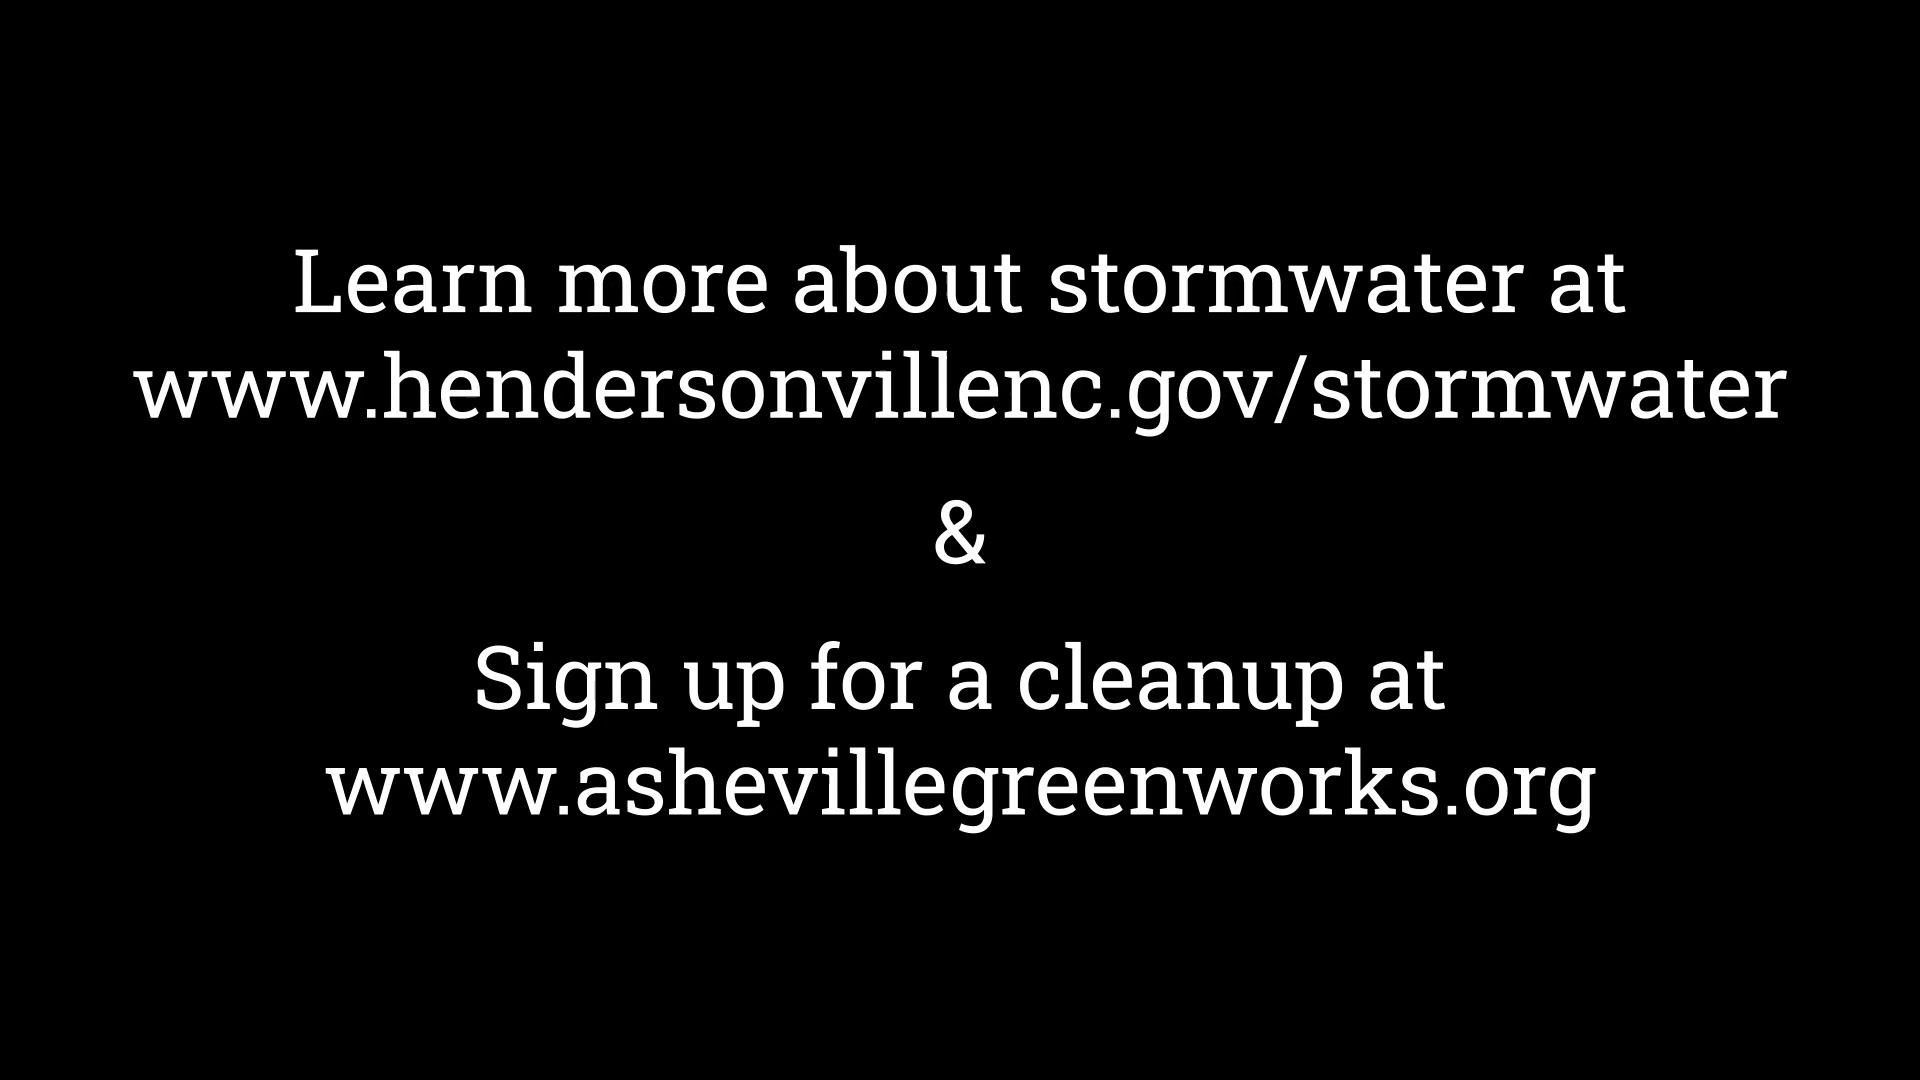 Learn more about stormwater at
www.hendersonvillenc.gov/stormwater
&
Sign up for a cleanup at
www.ashevillegreenworks.org